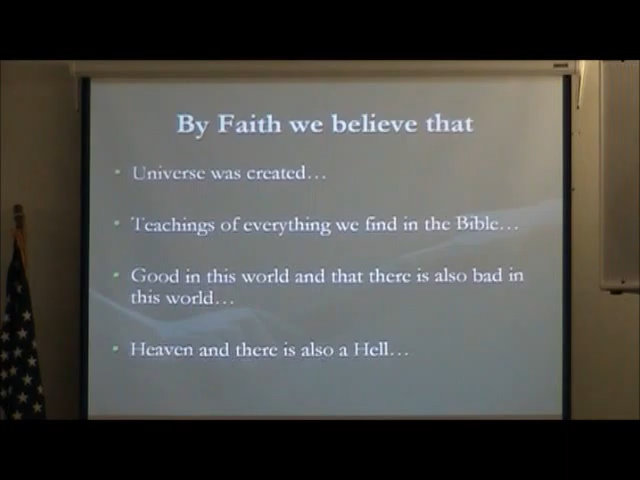 By Faith we believe that
• Universe was created…
• Teachings of everything we find in the Bible…
• Good in this world and that there is also bad in
this world…
• Heaven and there is also a Hell…